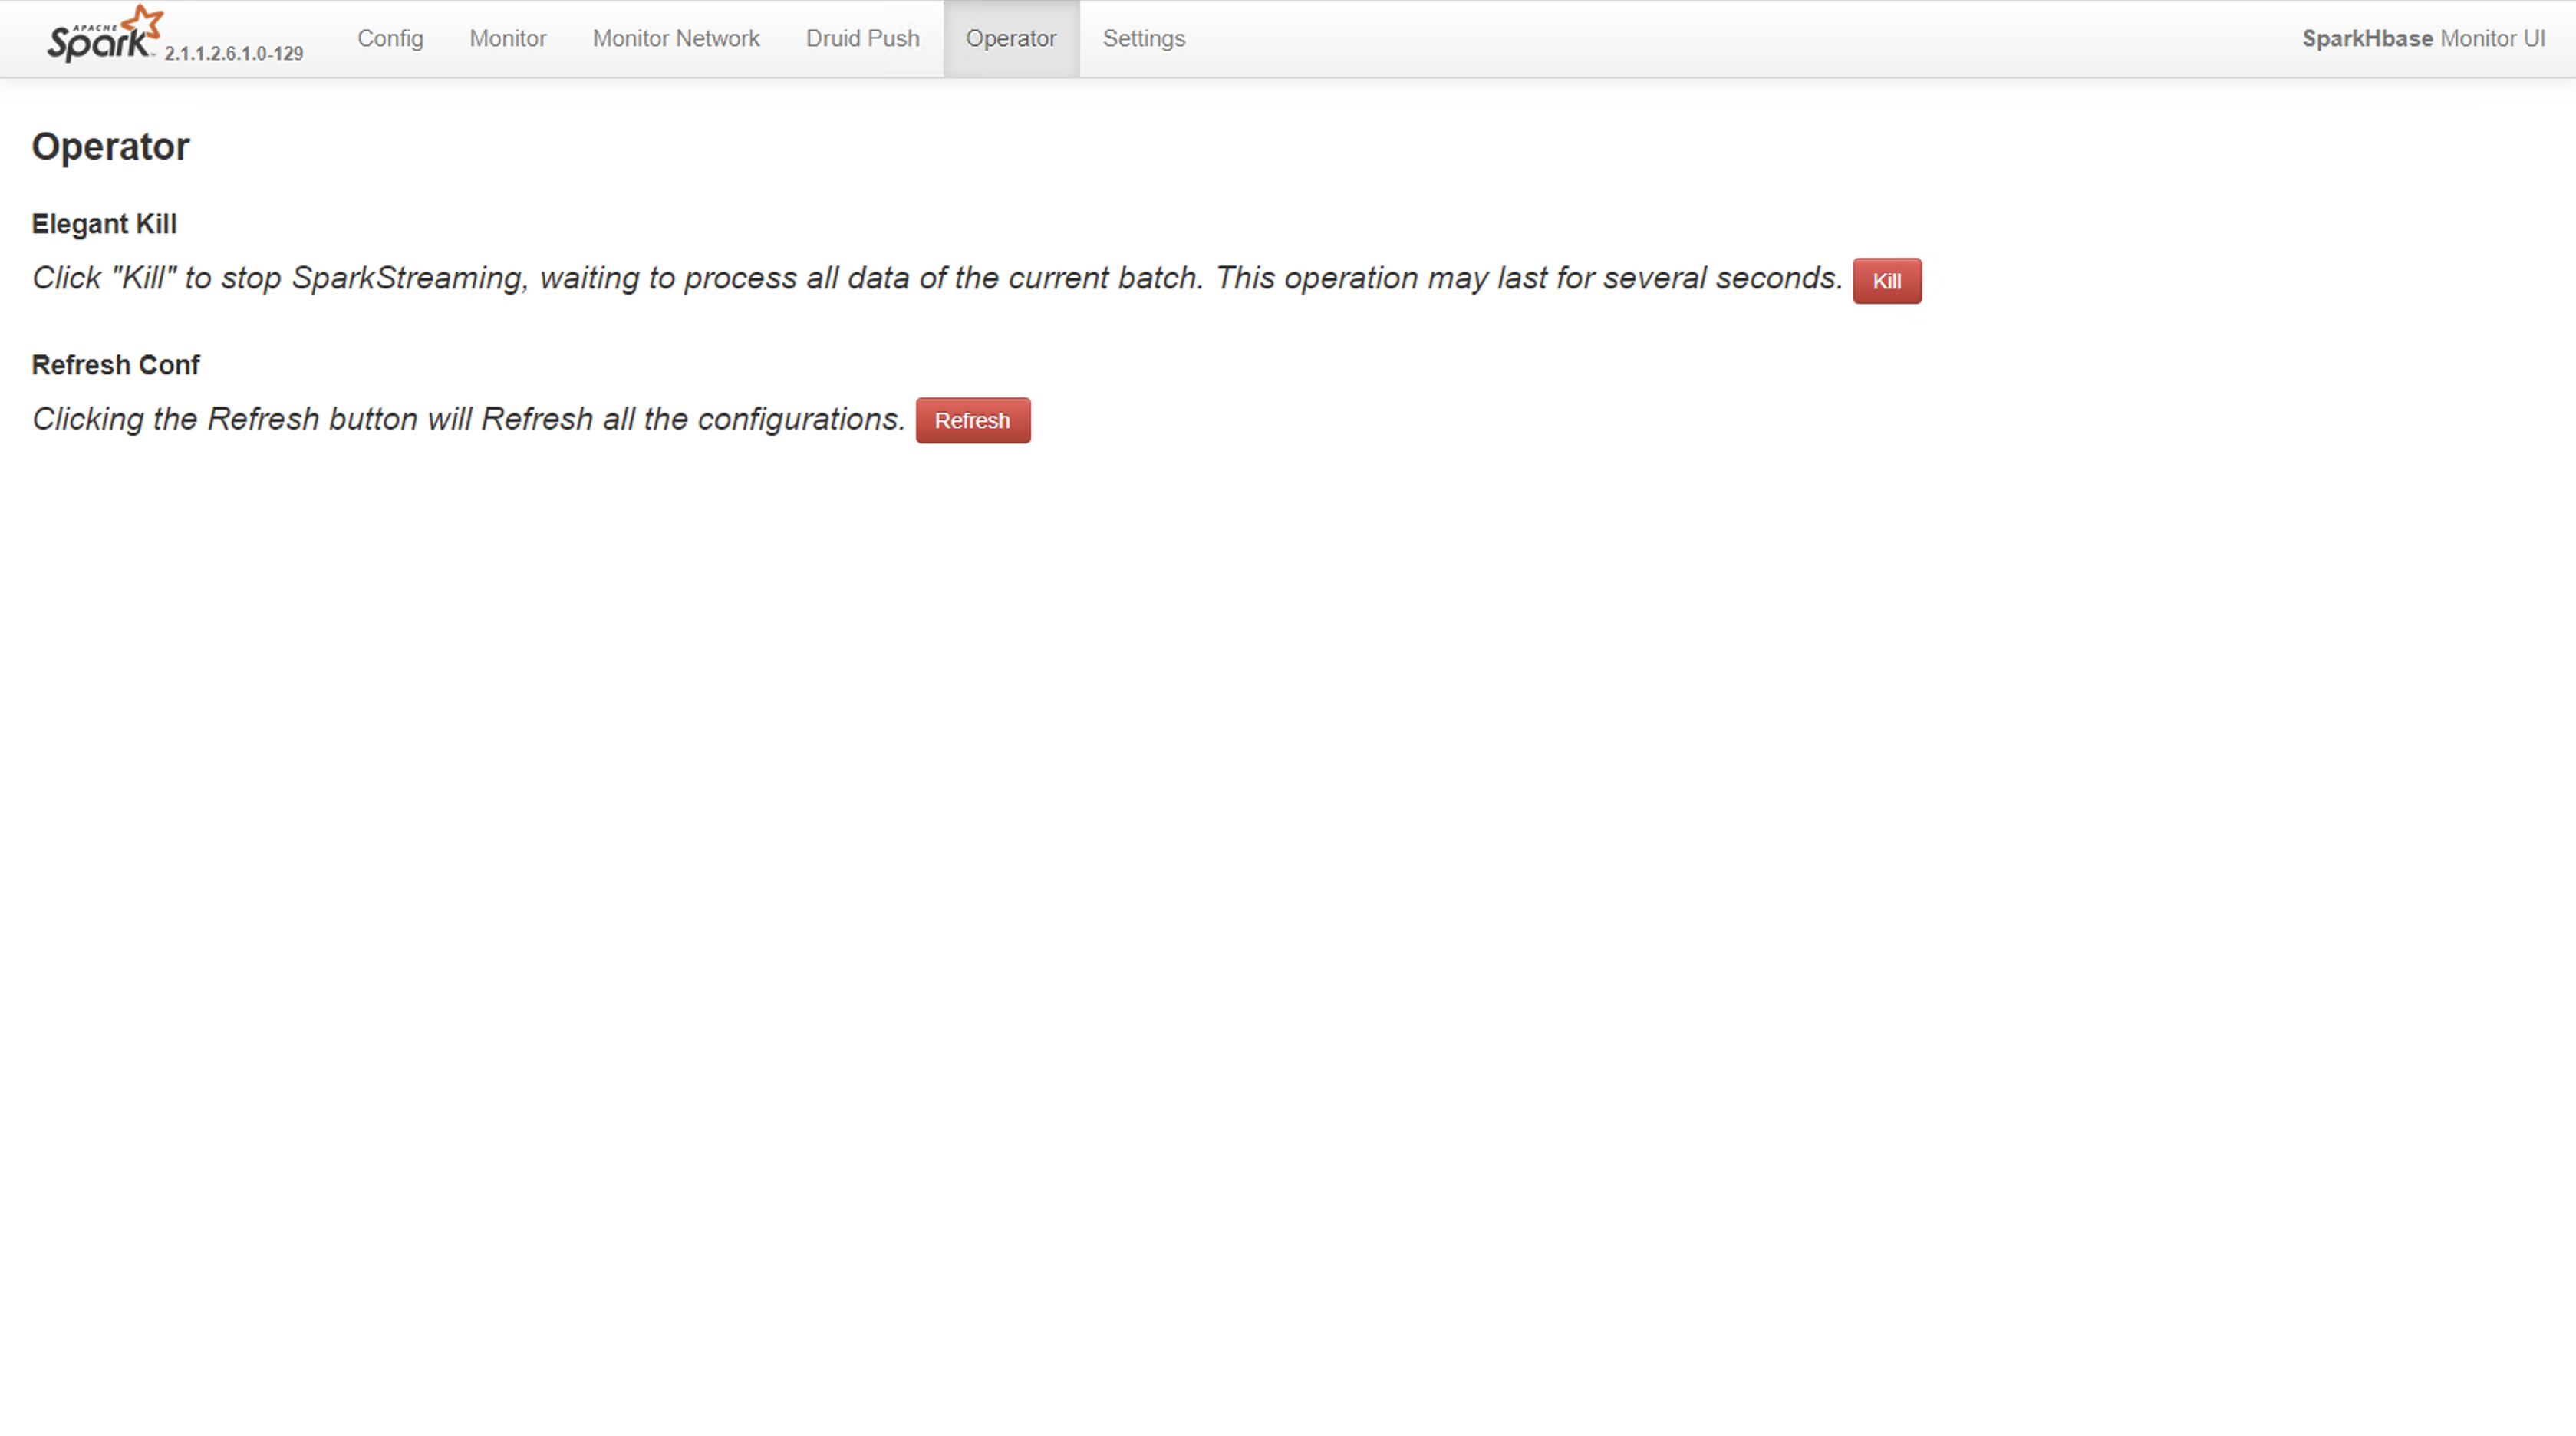 APACHE
Spark™ 2.1.1.2.6.1.0-129 Config Monitor Monitor Network Druid Push Operator Settings SparkHbase Monitor UI
Operator
Elegant Kill
Click "Kill" to stop SparkStreaming, waiting to process all data of the current batch. This operation may last for several seconds. Kill
Refresh Conf
Clicking the Refresh button will Refresh all the configurations. Refresh